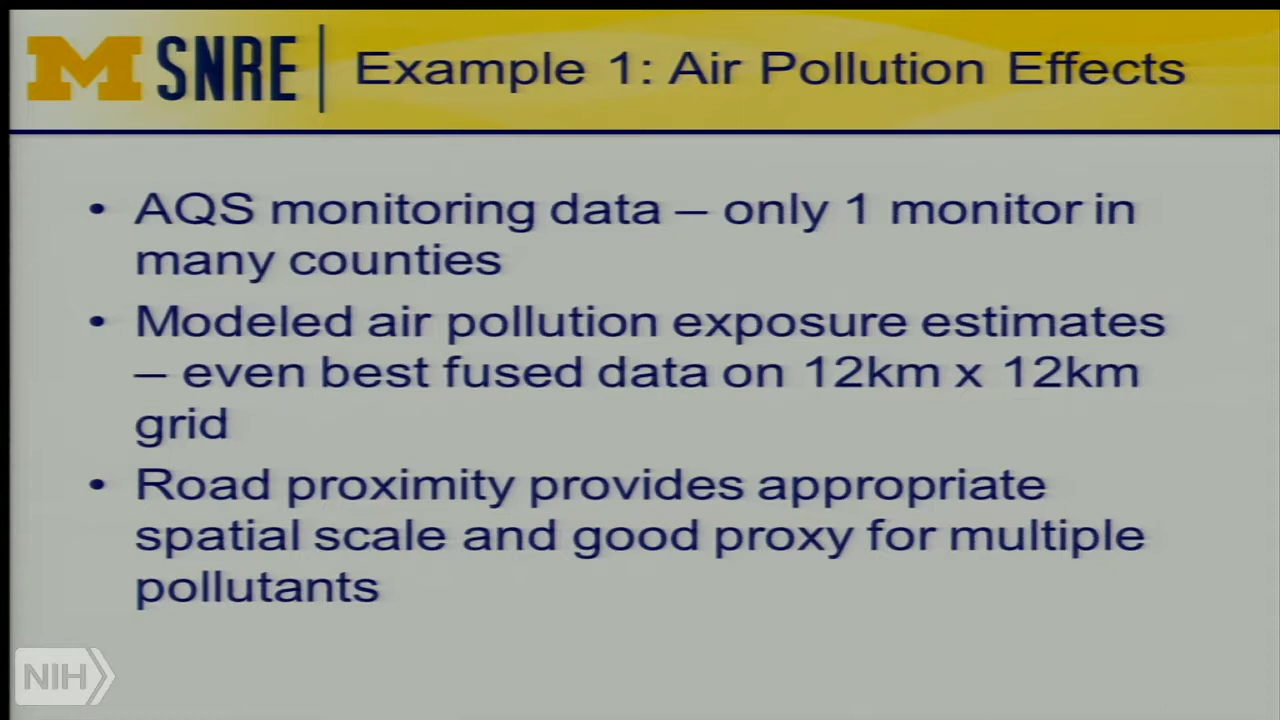 M SNRE Example 1: Air Pollution Effects
• AQS monitoring data – only 1 monitor in
many counties
• Modeled air pollution exposure estimates
– even best fused data on 12km x 12km
grid
• Road proximity provides appropriate
spatial scale and good proxy for multiple
pollutants
NIH